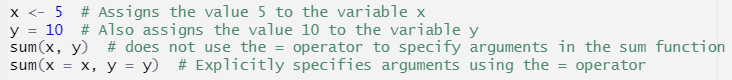 x <- 5  # Assigns the value 5 to the variable x
y = 10  # Also assigns the value 10 to the variable y
sum(x, y)  # does not use the = operator to specify arguments in the sum function
sum(x = x, y = y)  # Explicitly specifies arguments using the = operator